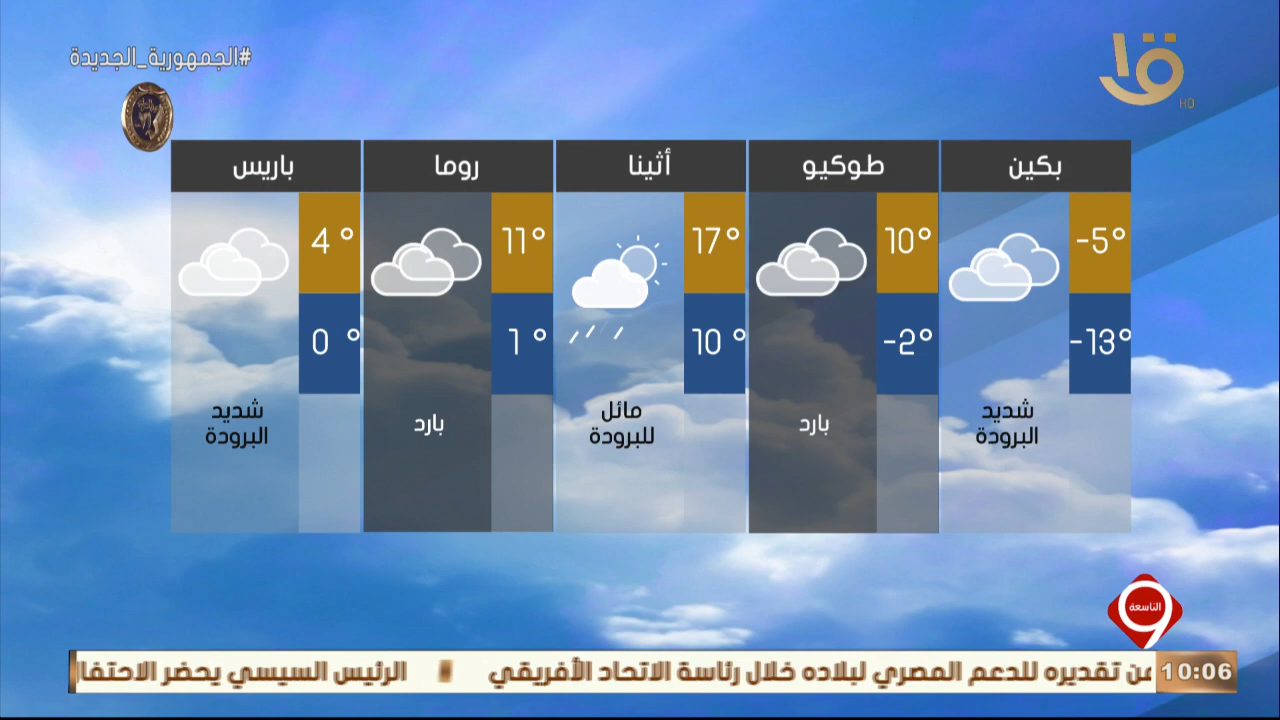 #الجمهورية_الجديدة
HD
بكين
طوكيو
أثينا
روما
باريس
-5°
10°
17°
11°
4°
-13°
-2°
10°
1°
0°
شديد البرودة
بارد
مائل للبرودة
بارد
شديد البرودة
التاسعة
9
10:06
تقديره للدعم المصري لبلاده خلال رئاسة الاتحاد الأفريقي
الرئيس السيسي يحضر